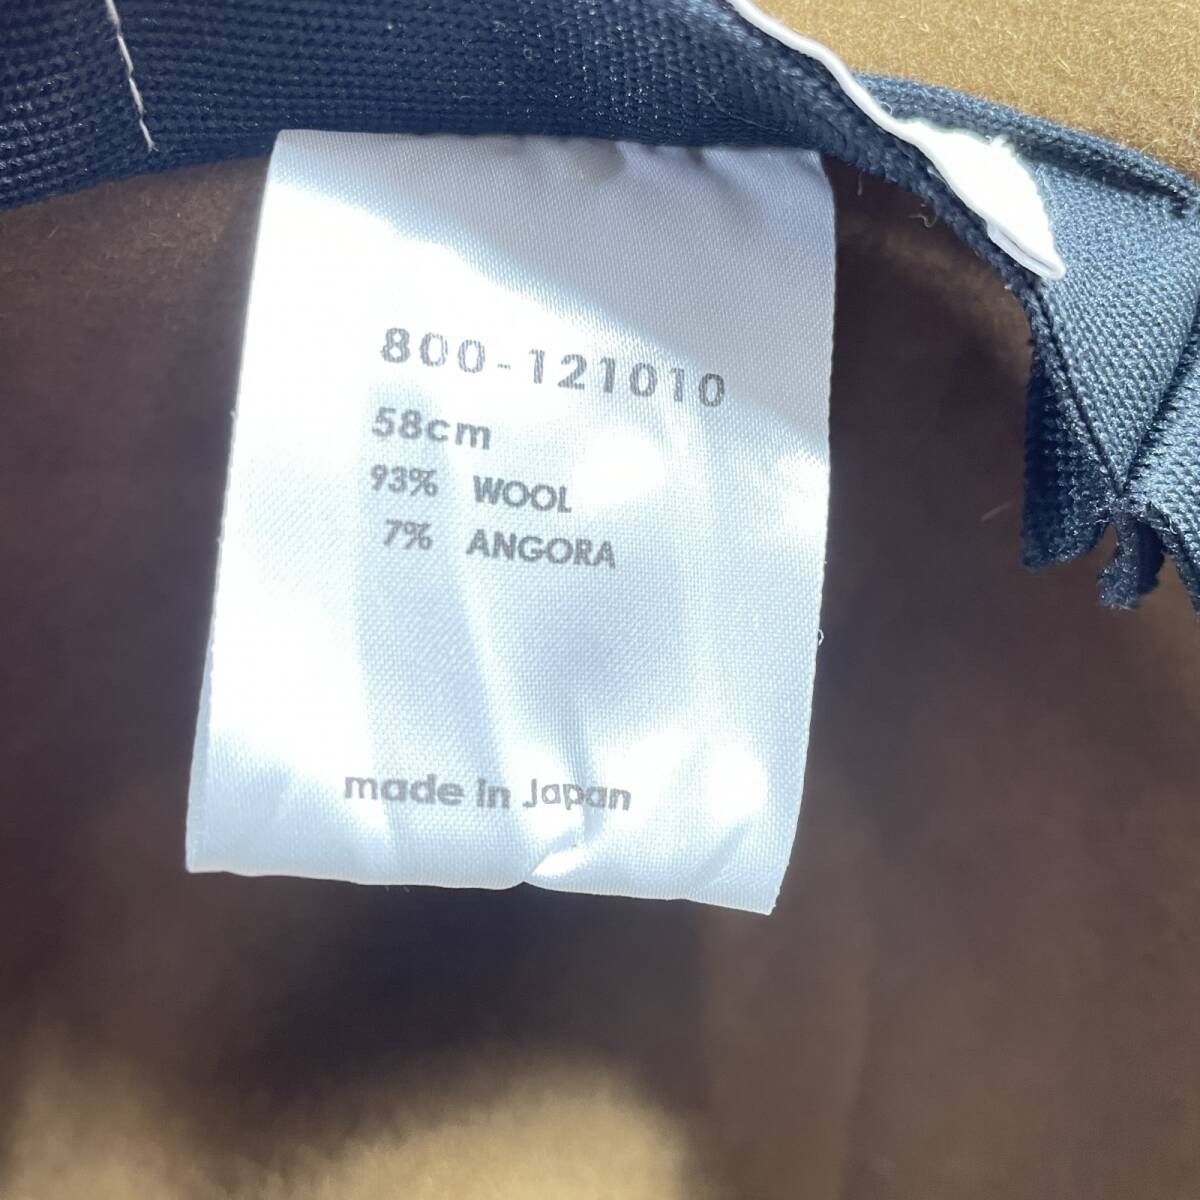 800-121010
58cm
93% WOOL
7% ANGORA
made in Japan